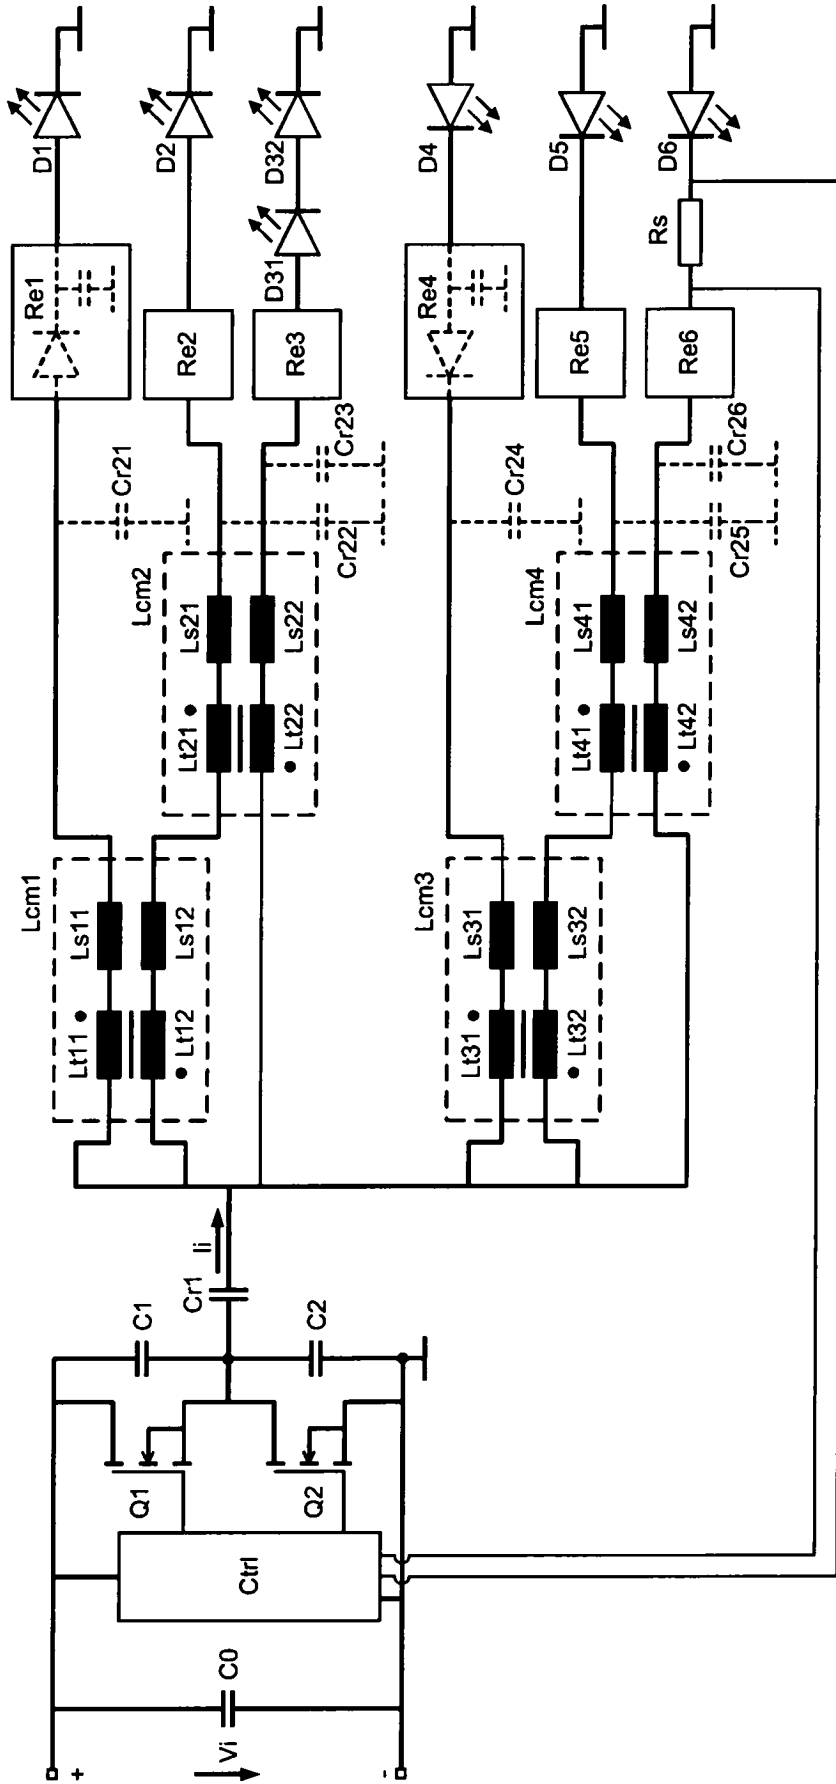 +
Vi
-
C0
Ctrl
Q1
Q2
C1
C2
Cr1
Ii
Lcm1
Lt11
Ls11
Lt12
Ls12
Lcm2
Lt21
Ls21
Lt22
Ls22
Cr21
Cr22
Cr23
Re1
Re2
Re3
D1
D2
D31
D32
Lcm3
Lt31
Ls31
Lt32
Ls32
Lcm4
Lt41
Ls41
Lt42
Ls42
Cr24
Cr25
Cr26
Re4
Re5
Re6
Rs
D4
D5
D6